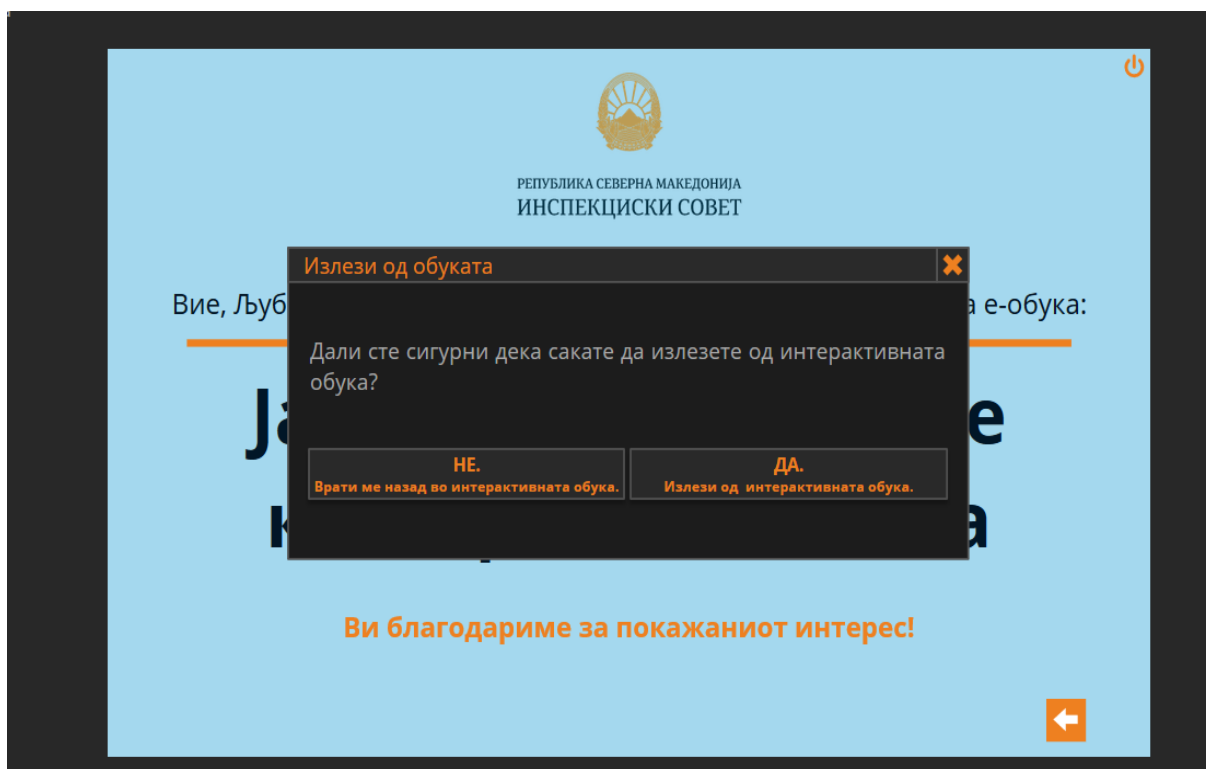 РЕПУБЛИКА СЕВЕРНА МАКЕДОНИЈА
ИНСПЕКЦИСКИ СОВЕТ
Излези од обуката
Вие, е-обука:
Дали сте сигурни дека сакате да излезете од интерактивната
обука?
НЕ.
Врати ме назад во интерактивната обука.
ДА.
Излези од интерактивната обука.
Ви благодариме за покажаниот интерес!